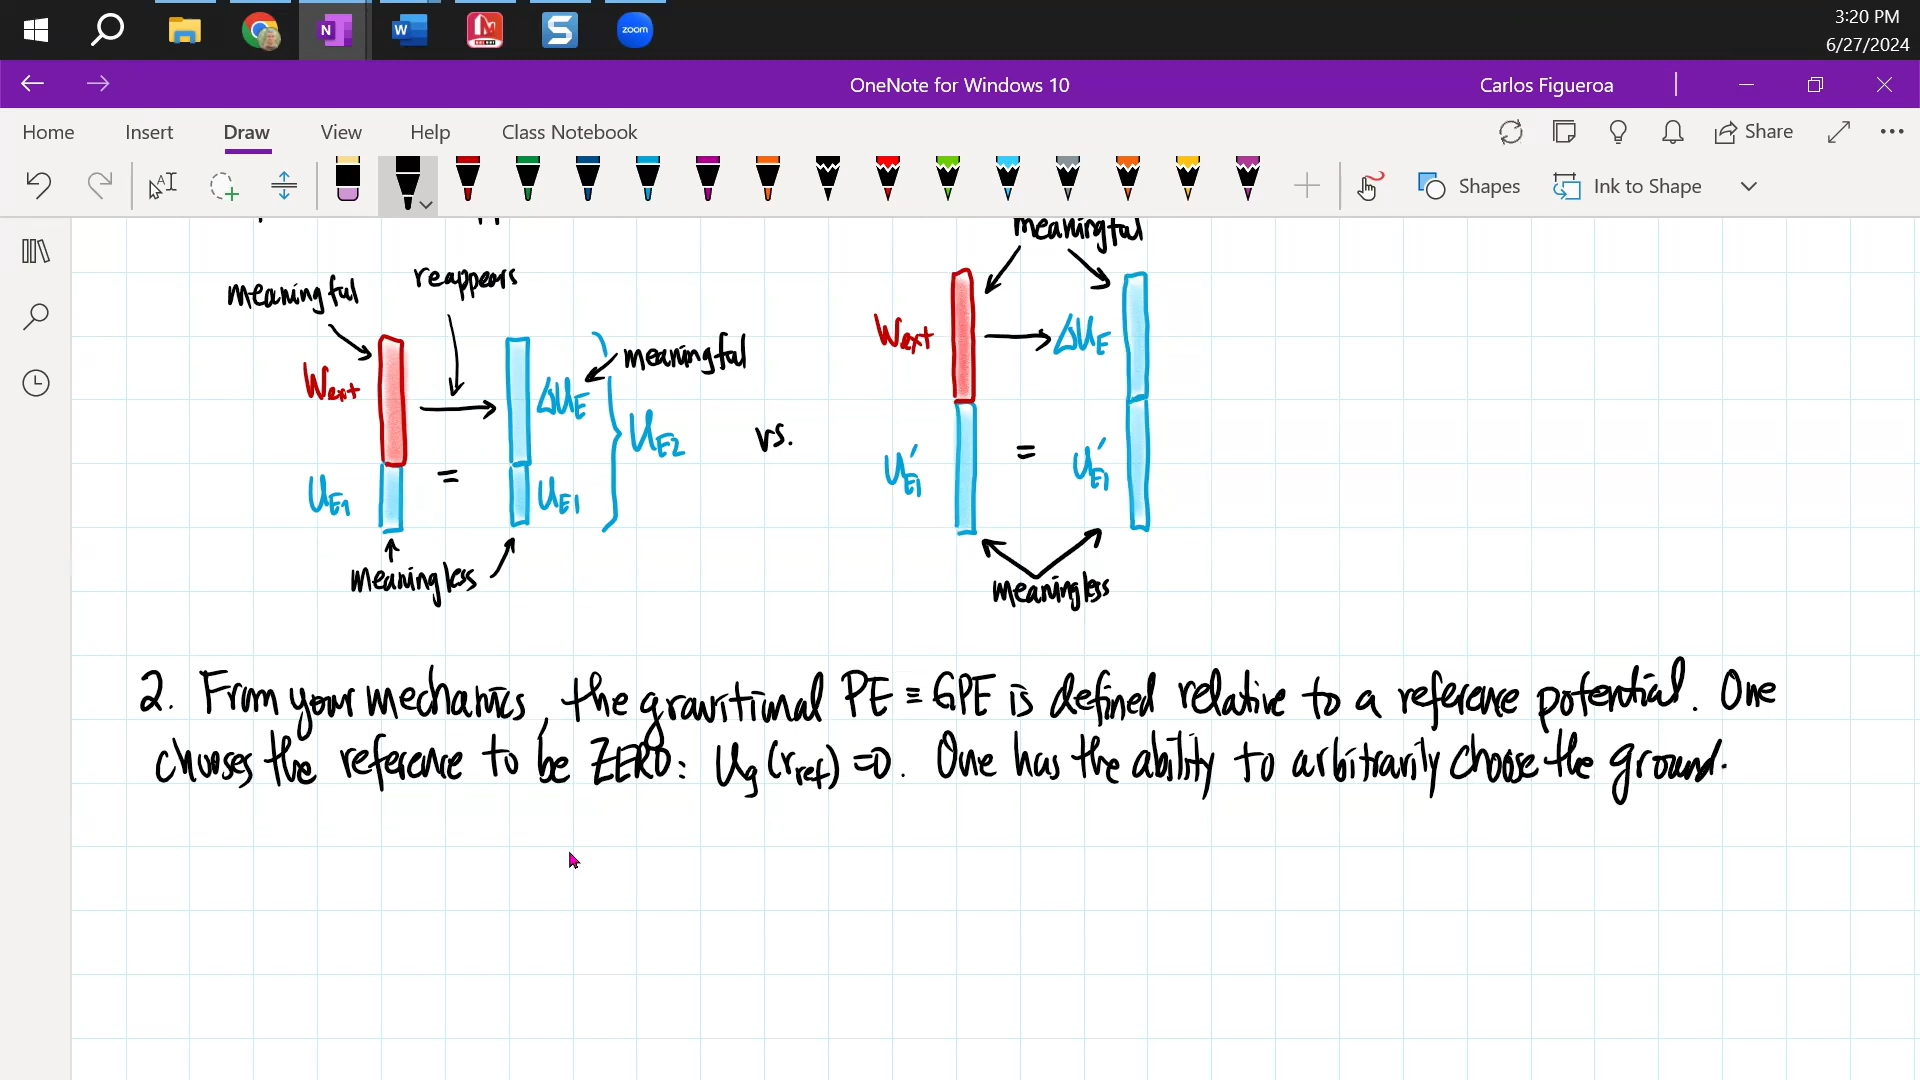 3:20 PM
6/27/2024
N
W
S
zoom
OneNote for Windows 10
Carlos Figueroa
Home Insert Draw View Help Class Notebook
Share
Shapes
Ink to Shape
meaningful
reappears
meaningful
Wext
ΔUE
meaningful
UE2
UE1
=
UE1
meaningless
vs.
Wext
ΔUE
U′E1
=
U′E1
meaningless
2. From your mechanics, the gravitional PE ≡ GPE is defined relative to a reference potential. One
chooses the reference to be ZERO: Ug(rref)=0. One has the ability to arbitrarily choose the ground.